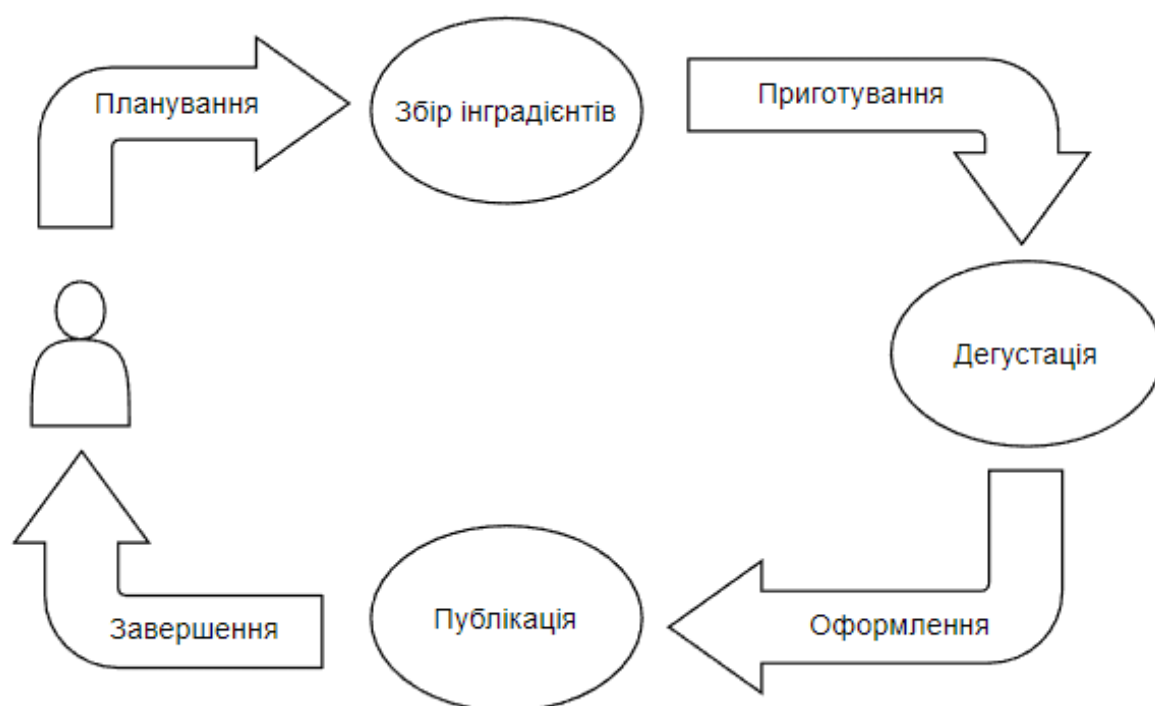 Планування
Збір інградієнтів
Приготування
Дегустація
Оформлення
Публікація
Завершення